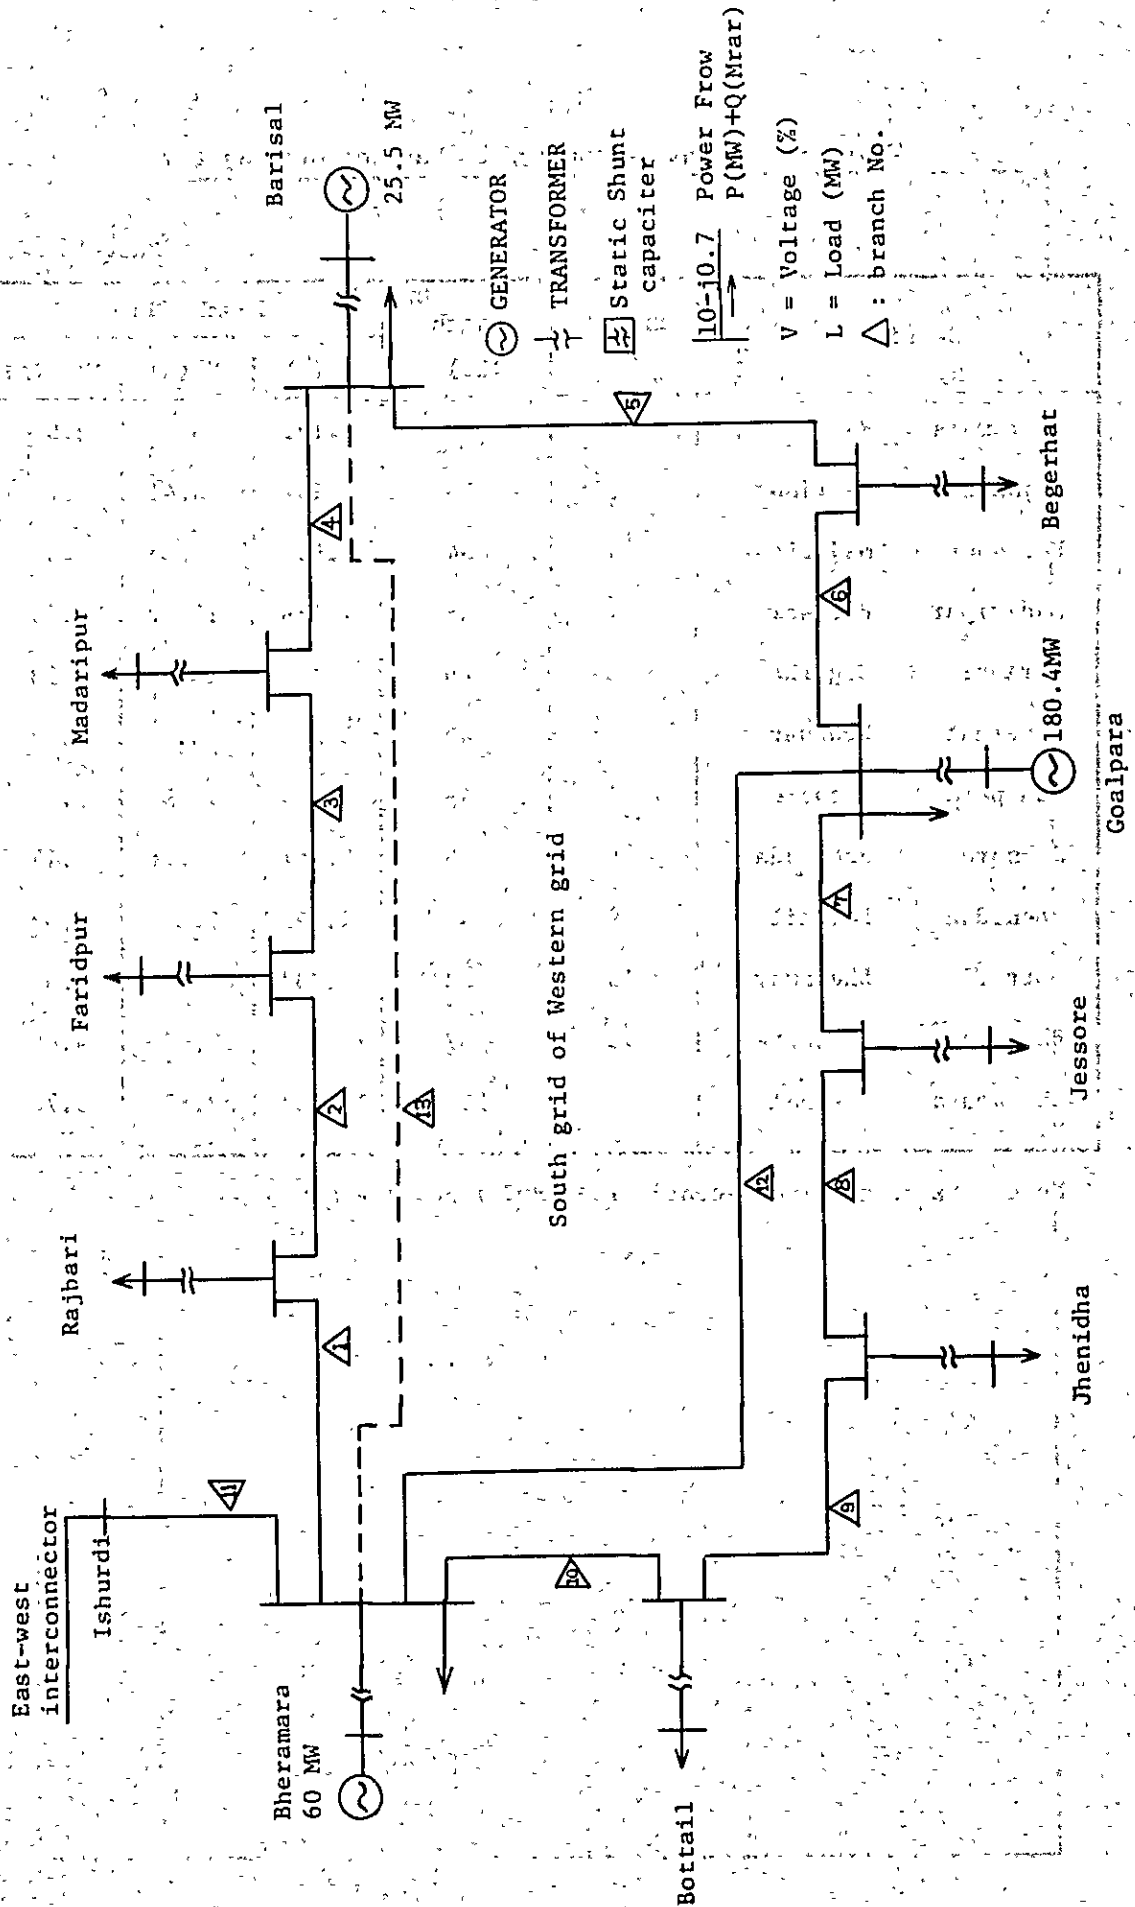 East-west
interconnector
Ishurdi
11
Bheramara
60 MW
Rajbari
Faridpur
Madaripur
Barisal
25.5 MW
1
2
3
4
13
5
South grid of Western grid
12
10
Bottail
9
8
7
6
Jhenidha
Jessore
180.4MW
Goalpara
Begerhat
GENERATOR
TRANSFORMER
Static Shunt
capaciter
10-j0.7 Power Frow
P(MW)+Q(Mrar)
V = Voltage (%)
L = Load (MW)
△ : branch No.